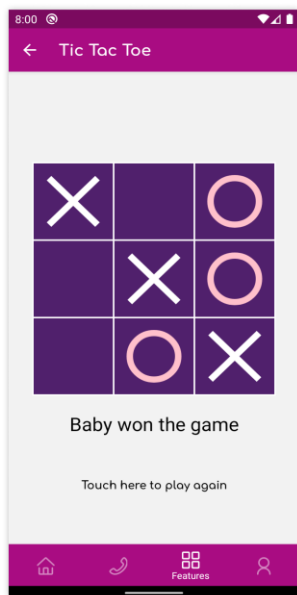 8:00
Tic Tac Toe
Baby won the game
Touch here to play again
Features